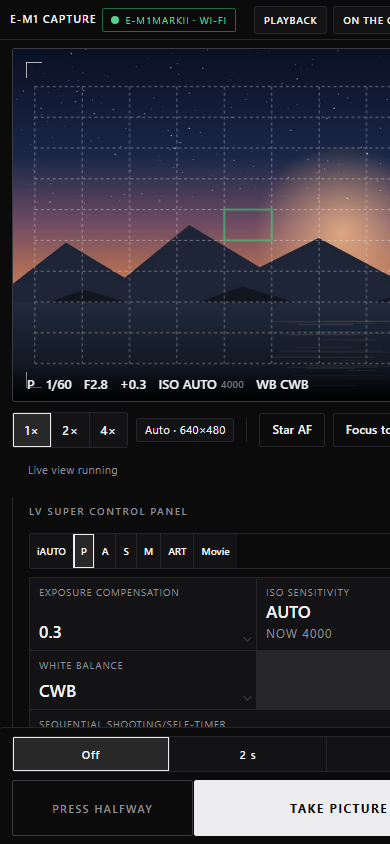 E-M1 CAPTURE
E-M1MARKII · WI-FI
PLAYBACK
ON THE
P 1/60 F2.8 +0.3 ISO AUTO 4000 WB CWB
1× 2× 4×
Auto · 640×480
Star AF
Focus to
Live view running
LV SUPER CONTROL PANEL
iAUTO P A S M ART Movie
EXPOSURE COMPENSATION
0.3
ISO SENSITIVITY
AUTO
NOW 4000
WHITE BALANCE
CWB
SEQUENTIAL SHOOTING/SELF-TIMER
Off
2 s
PRESS HALFWAY
TAKE PICTURE